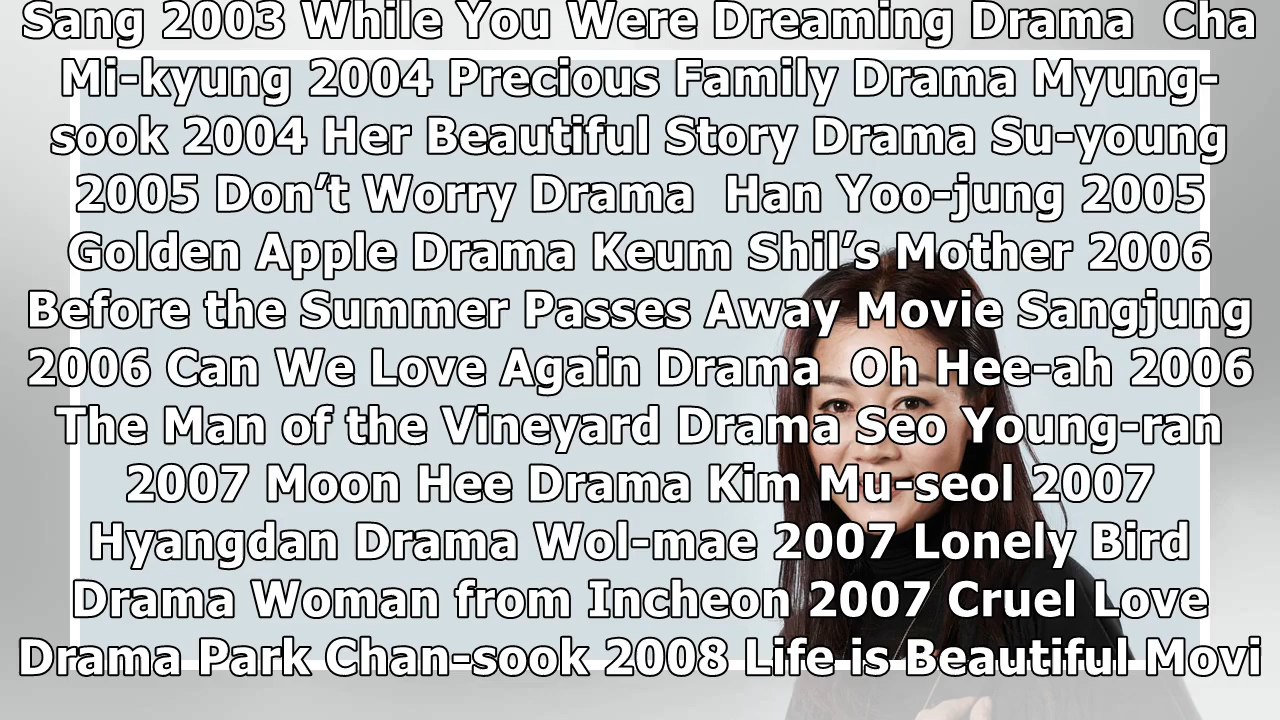 Sang 2003 While You Were Dreaming Drama  Cha
Mi-kyung 2004 Precious Family Drama Myung-
sook 2004 Her Beautiful Story Drama Su-young
2005 Don’t Worry Drama  Han Yoo-jung 2005
Golden Apple Drama Keum Shil’s Mother 2006
Before the Summer Passes Away Movie Sangjung
2006 Can We Love Again Drama  Oh Hee-ah 2006
The Man of the Vineyard Drama Seo Young-ran
2007 Moon Hee Drama Kim Mu-seol 2007
Hyangdan Drama Wol-mae 2007 Lonely Bird
Drama Woman from Incheon 2007 Cruel Love
Drama Park Chan-sook 2008 Life is Beautiful Movi